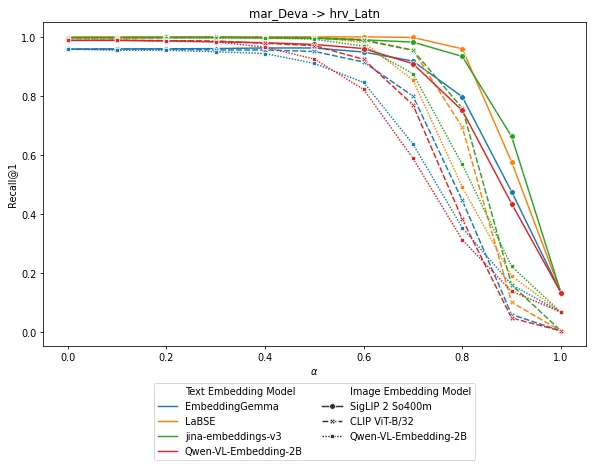 mar_Deva -> hrv_Latn
Recall@1
1.0
0.8
0.6
0.4
0.2
0.0
0.0 0.2 0.4 0.6 0.8 1.0
α
Text Embedding Model
EmbeddingGemma
LaBSE
jina-embeddings-v3
Qwen-VL-Embedding-2B
Image Embedding Model
SigLIP 2 So400m
CLIP ViT-B/32
Qwen-VL-Embedding-2B